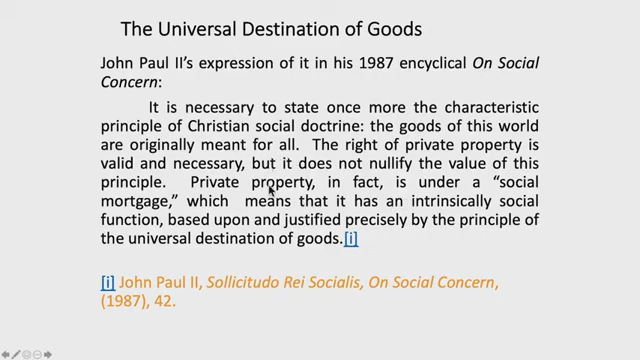 The Universal Destination of Goods
John Paul II's expression of it in his 1987 encyclical On Social
Concern:
It is necessary to state once more the characteristic
principle of Christian social doctrine: the goods of this world
are originally meant for all. The right of private property is
valid and necessary, but it does not nullify the value of this
principle. Private property, in fact, is under a “social
mortgage,” which means that it has an intrinsically social
function, based upon and justified precisely by the principle of
the universal destination of goods.[i]
[i] John Paul II, Sollicitudo Rei Socialis, On Social Concern,
(1987), 42.